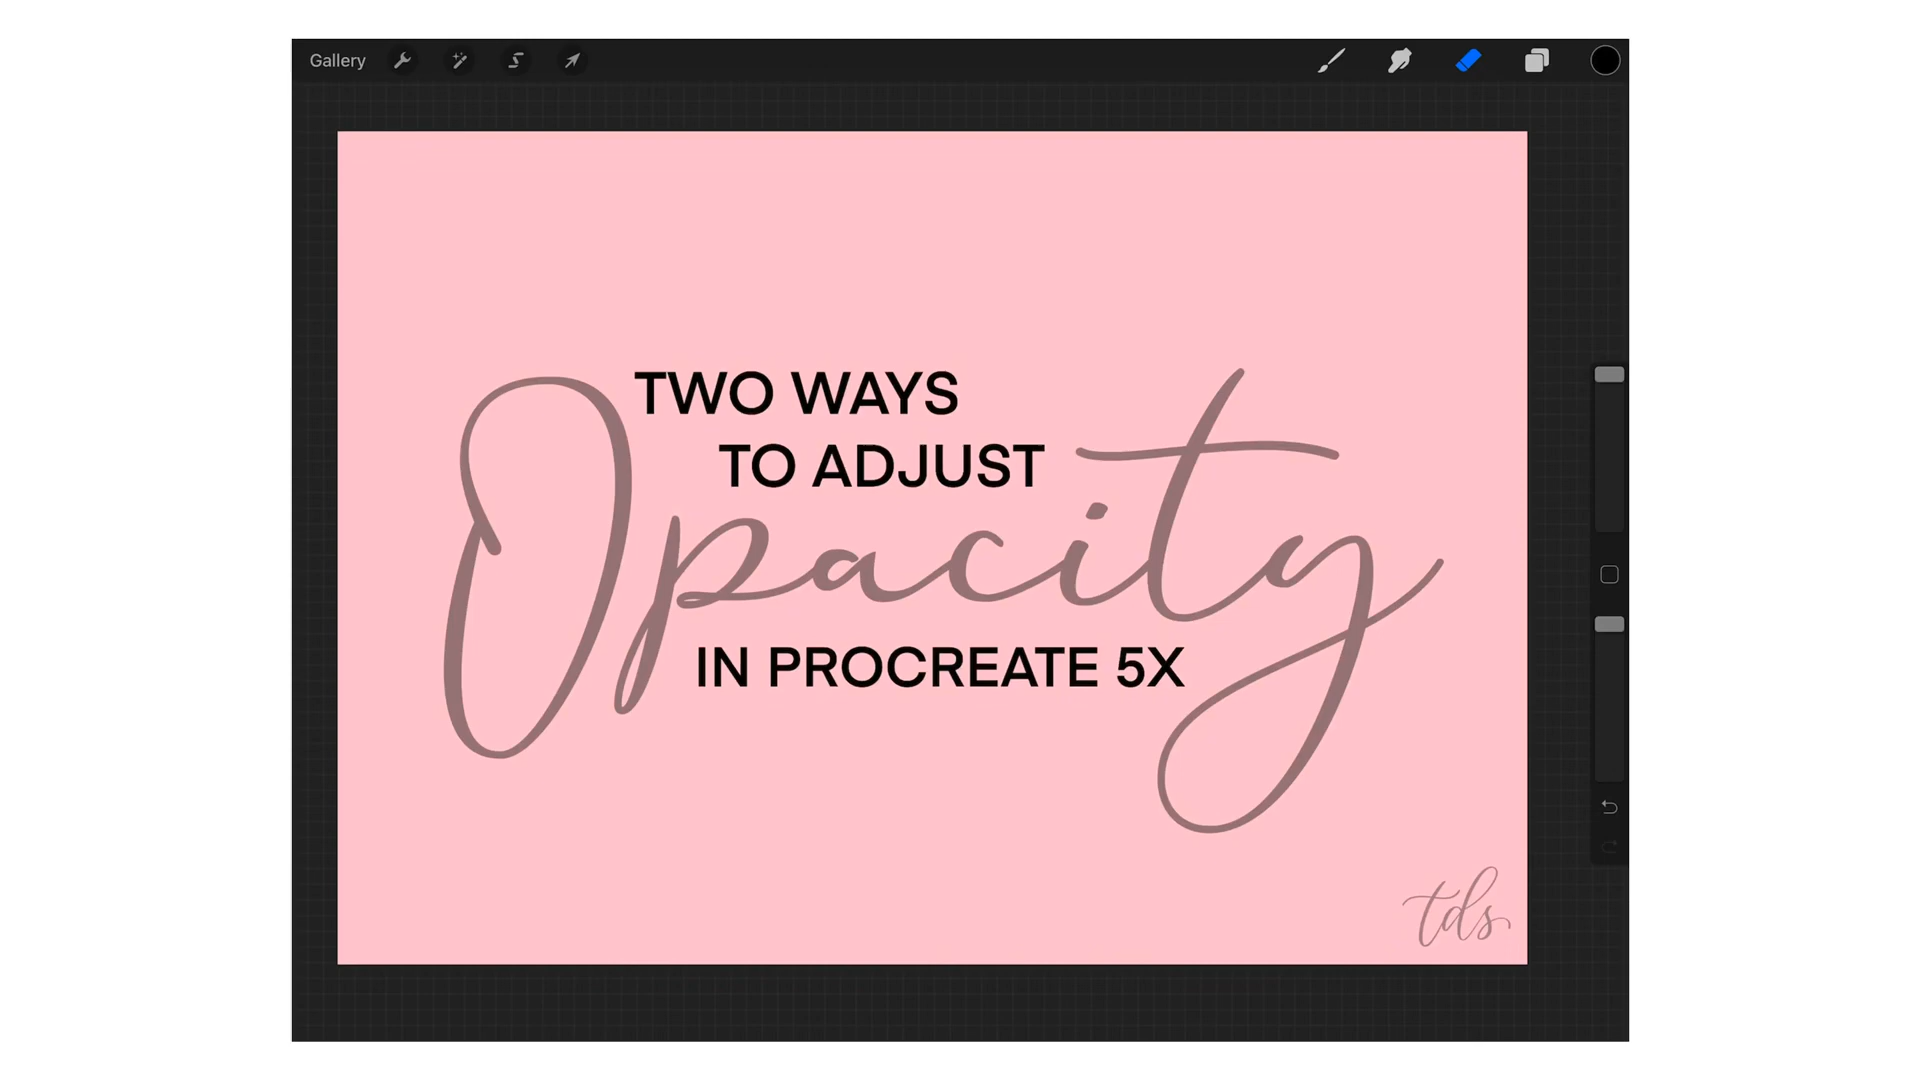 Gallery
TWO WAYS
TO ADJUST
Opacity
IN PROCREATE 5X
tds